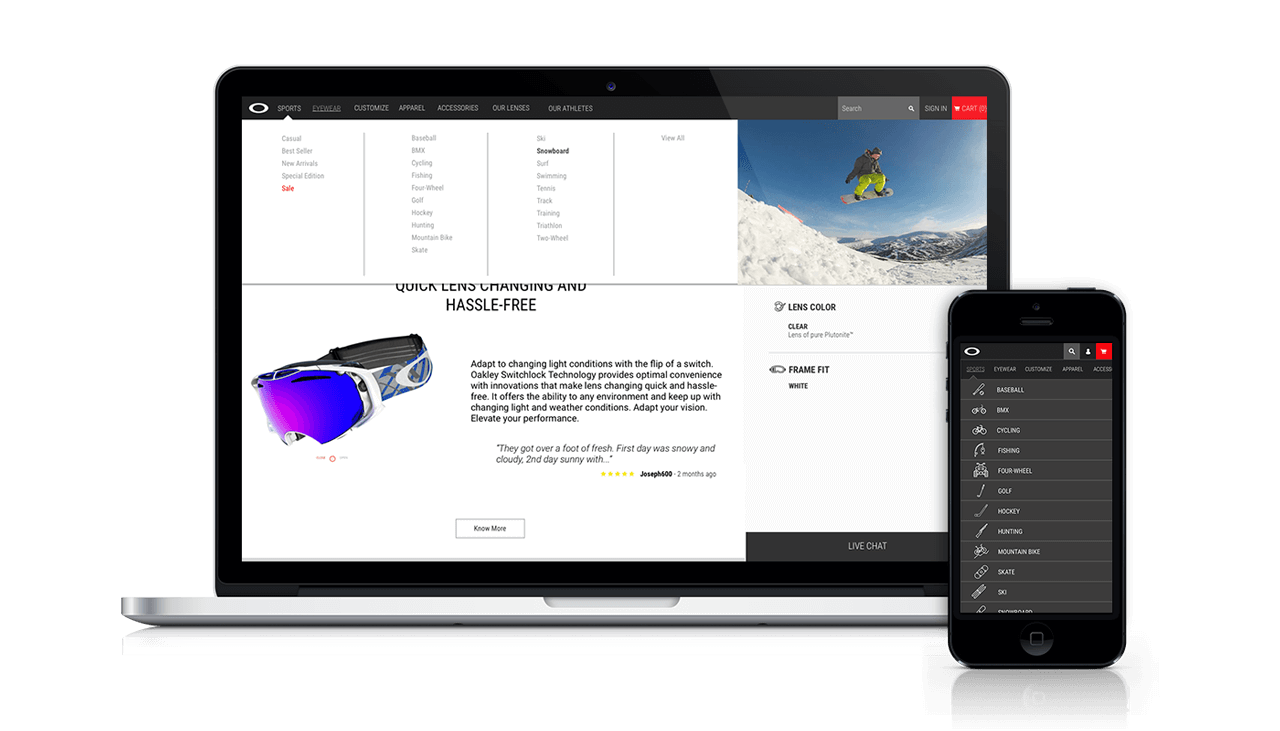 SPORTS EYEWEAR CUSTOMIZE APPAREL ACCESSORIES OUR LENSES OUR ATHLETES Search SIGN IN CART (0)
Casual
Best Seller
New Arrivals
Special Edition
Sale
Baseball
BMX
Cycling
Fishing
Four-Wheel
Golf
Hockey
Hunting
Mountain Bike
Skate
Ski
Snowboard
Surf
Swimming
Tennis
Track
Training
Triathlon
Two-Wheel
View All
QUICK LENS CHANGING AND
HASSLE-FREE
Adapt to changing light conditions with the flip of a switch.
Oakley Switchlock Technology provides optimal convenience
with innovations that make lens changing quick and hassle-
free. It offers the ability to any environment and keep up with
changing light and weather conditions. Adapt your vision.
Elevate your performance.
"They got over a foot of fresh. First day was snowy and
cloudy, 2nd day sunny with..."
Joseph600 - 2 months ago
Know More
LENS COLOR
CLEAR
Lens of pure Plutonite™
FRAME FIT
WHITE
LIVE CHAT
SPORTS EYEWEAR CUSTOMIZE APPAREL ACCESS
BASEBALL
BMX
CYCLING
FISHING
FOUR-WHEEL
GOLF
HOCKEY
HUNTING
MOUNTAIN BIKE
SKATE
SKI
SNOWBOARD